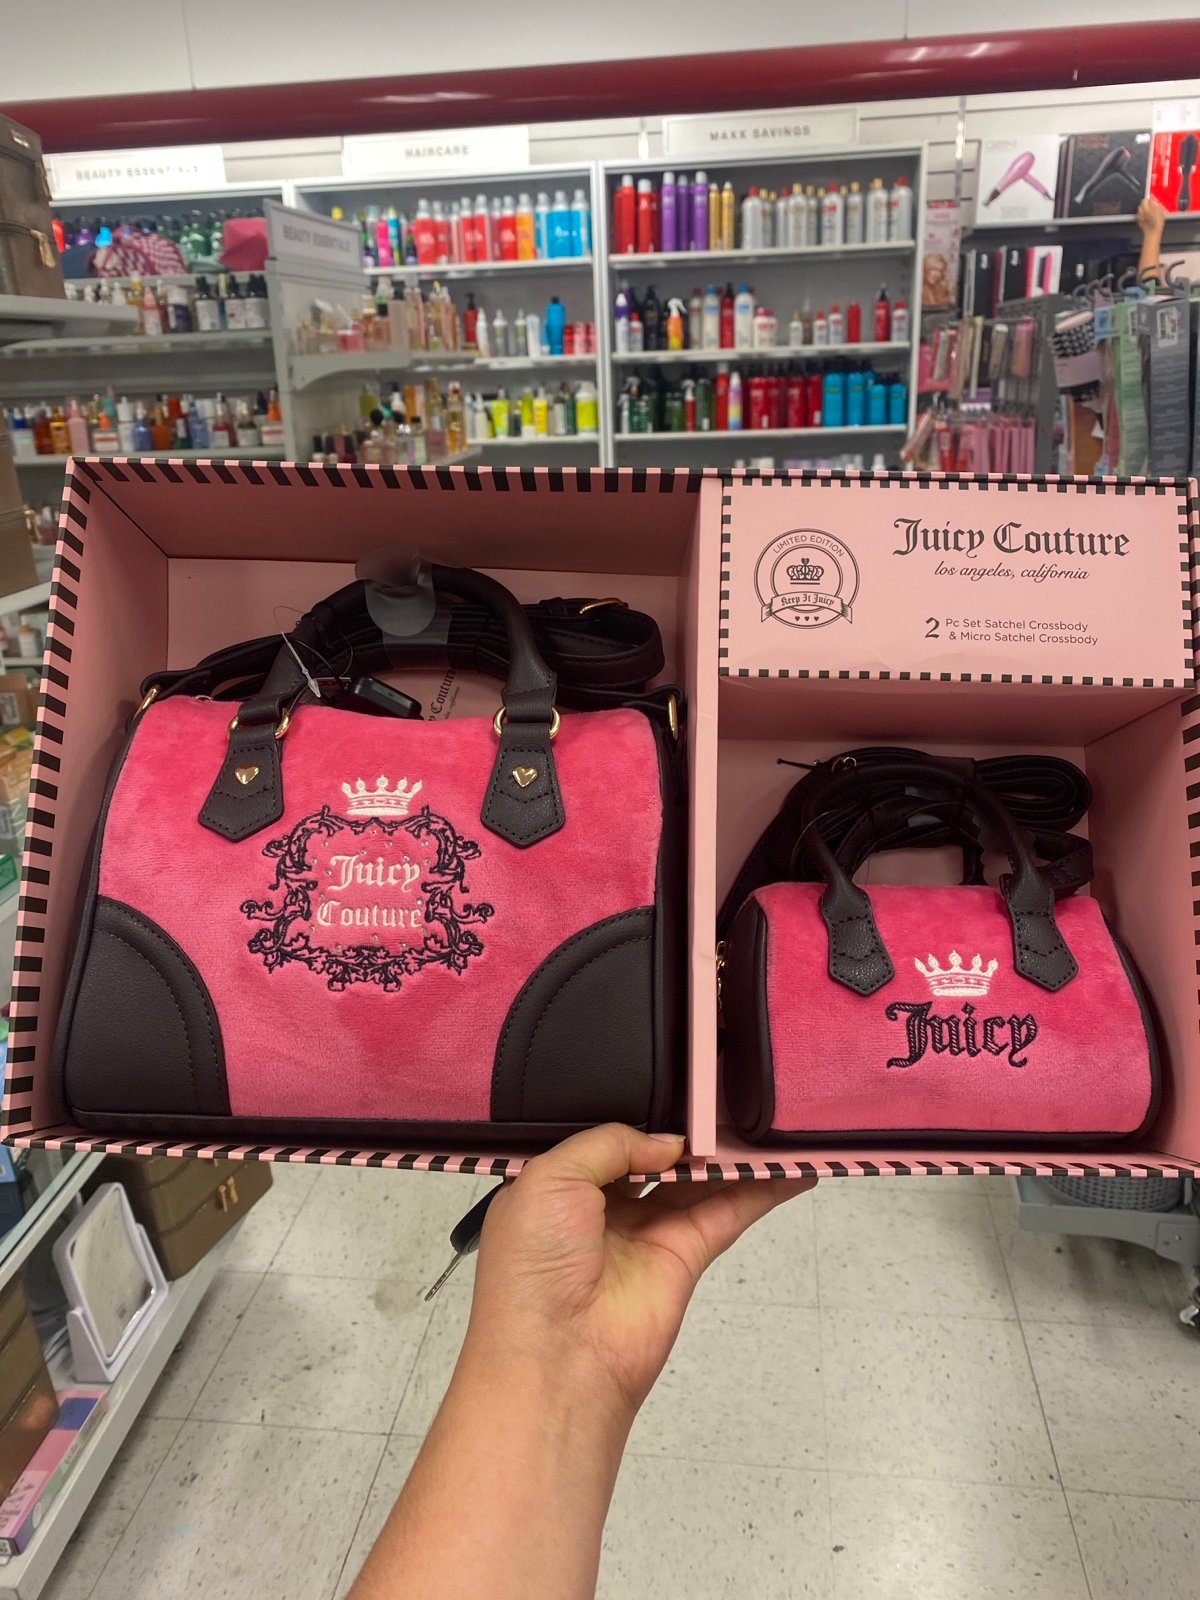 BEAUTY ESSENTIALS
HAIRCARE
MAXX SAVINGS
BEAUTY ESSENTIALS
LIMITED EDITION
Keep It Juicy
Juicy Couture
los angeles, california
2 Pc Set Satchel Crossbody
& Micro Satchel Crossbody
Juicy
Couture
Juicy